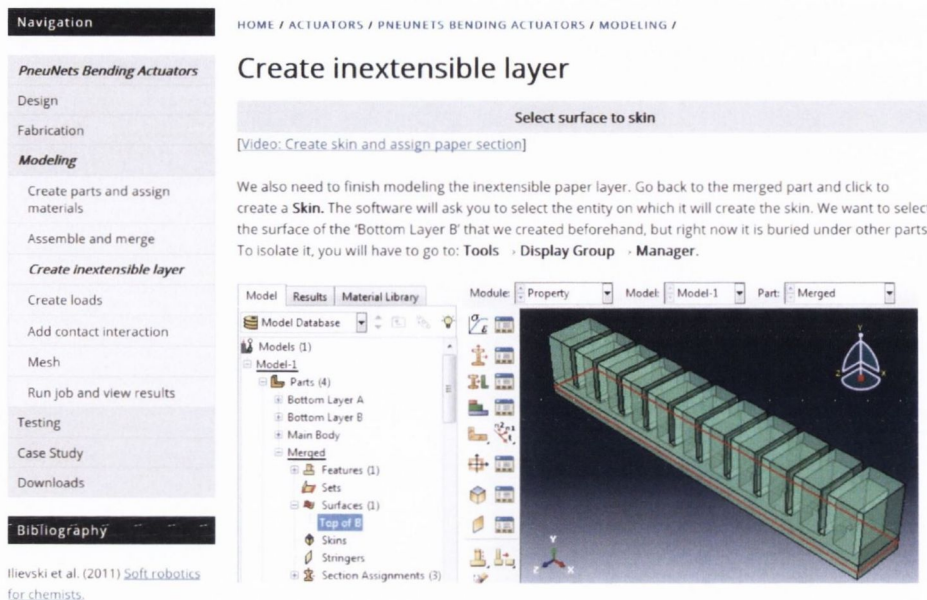 Navigation
PneuNets Bending Actuators
Design
Fabrication
Modeling
Create parts and assign
materials
Assemble and merge
Create inextensible layer
Create loads
Add contact interaction
Mesh
Run job and view results
Testing
Case Study
Downloads
Bibliography
Ilievski et al. (2011) Soft robotics
for chemists.
HOME / ACTUATORS / PNEUNETS BENDING ACTUATORS / MODELING /
Create inextensible layer
Select surface to skin
[Video: Create skin and assign paper section]
We also need to finish modeling the inextensible paper layer. Go back to the merged part and click to
create a Skin. The software will ask you to select the entity on which it will create the skin. We want to select
the surface of the 'Bottom Layer B' that we created beforehand, but right now it is buried under other parts.
To isolate it, you will have to go to: Tools → Display Group → Manager.
Model Results Material Library
Module: Property Model: Model-1 Part: Merged
Model Database
Models (1)
Model-1
Parts (4)
Bottom Layer A
Bottom Layer B
Main Body
Merged
Features (1)
Sets
Surfaces (1)
Top of B
Skins
Stringers
Section Assignments (3)
Y
Z X
Y
Z X